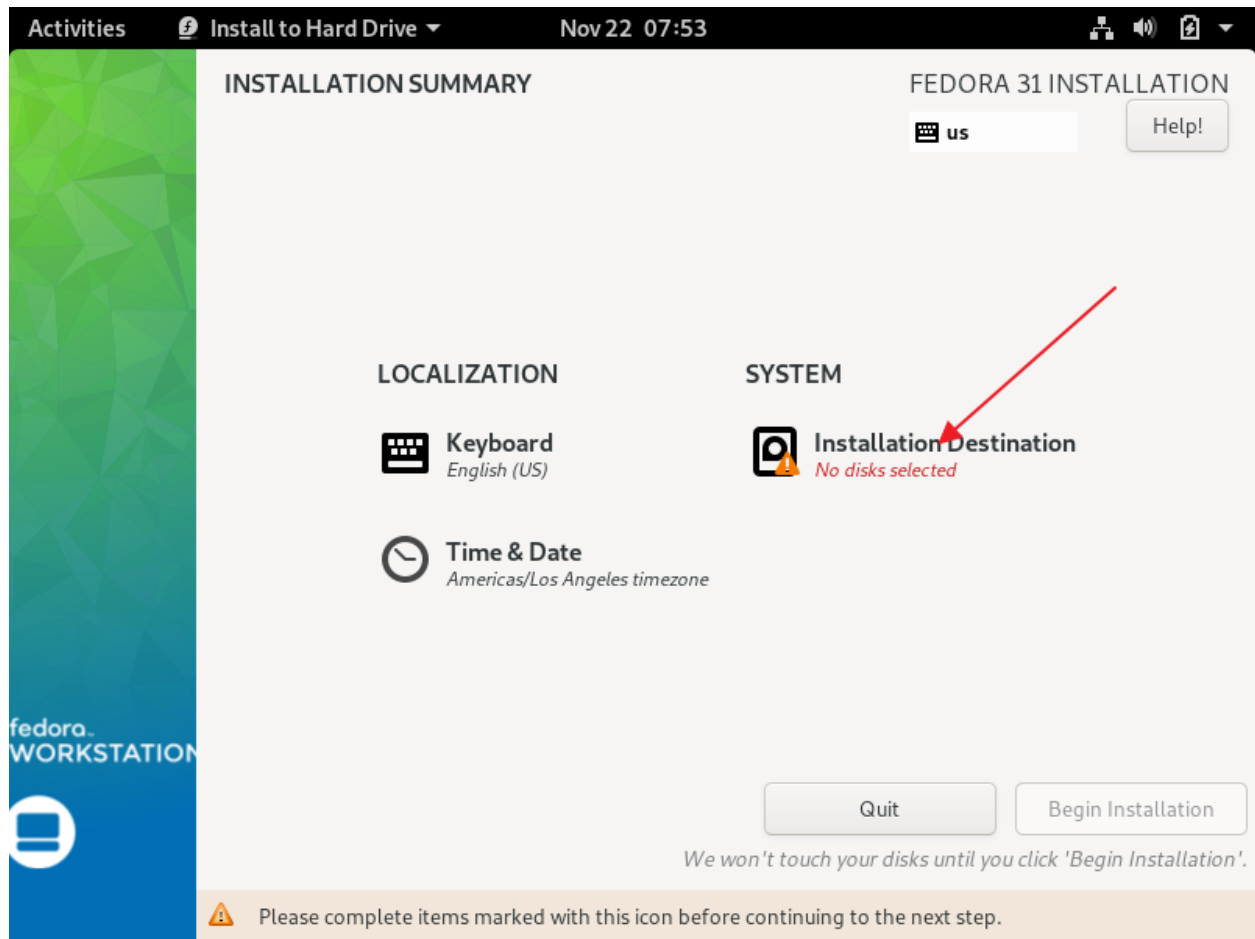 Activities Install to Hard Drive Nov 22 07:53
INSTALLATION SUMMARY
FEDORA 31 INSTALLATION
us
Help!
LOCALIZATION
SYSTEM
Keyboard
English (US)
Installation Destination
No disks selected
Time & Date
Americas/Los Angeles timezone
fedora.
WORKSTATION
Quit
Begin Installation
We won't touch your disks until you click 'Begin Installation'.
Please complete items marked with this icon before continuing to the next step.